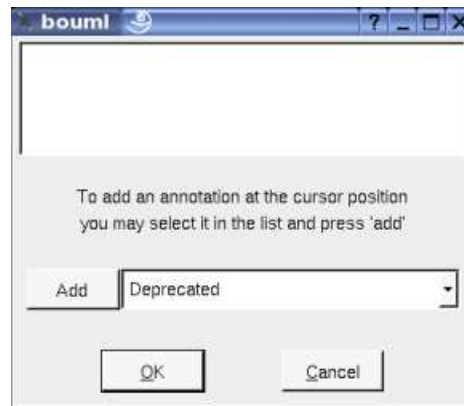 bouml
To add an annotation at the cursor position
you may select it in the list and press 'add'
Add Deprecated
OK Cancel